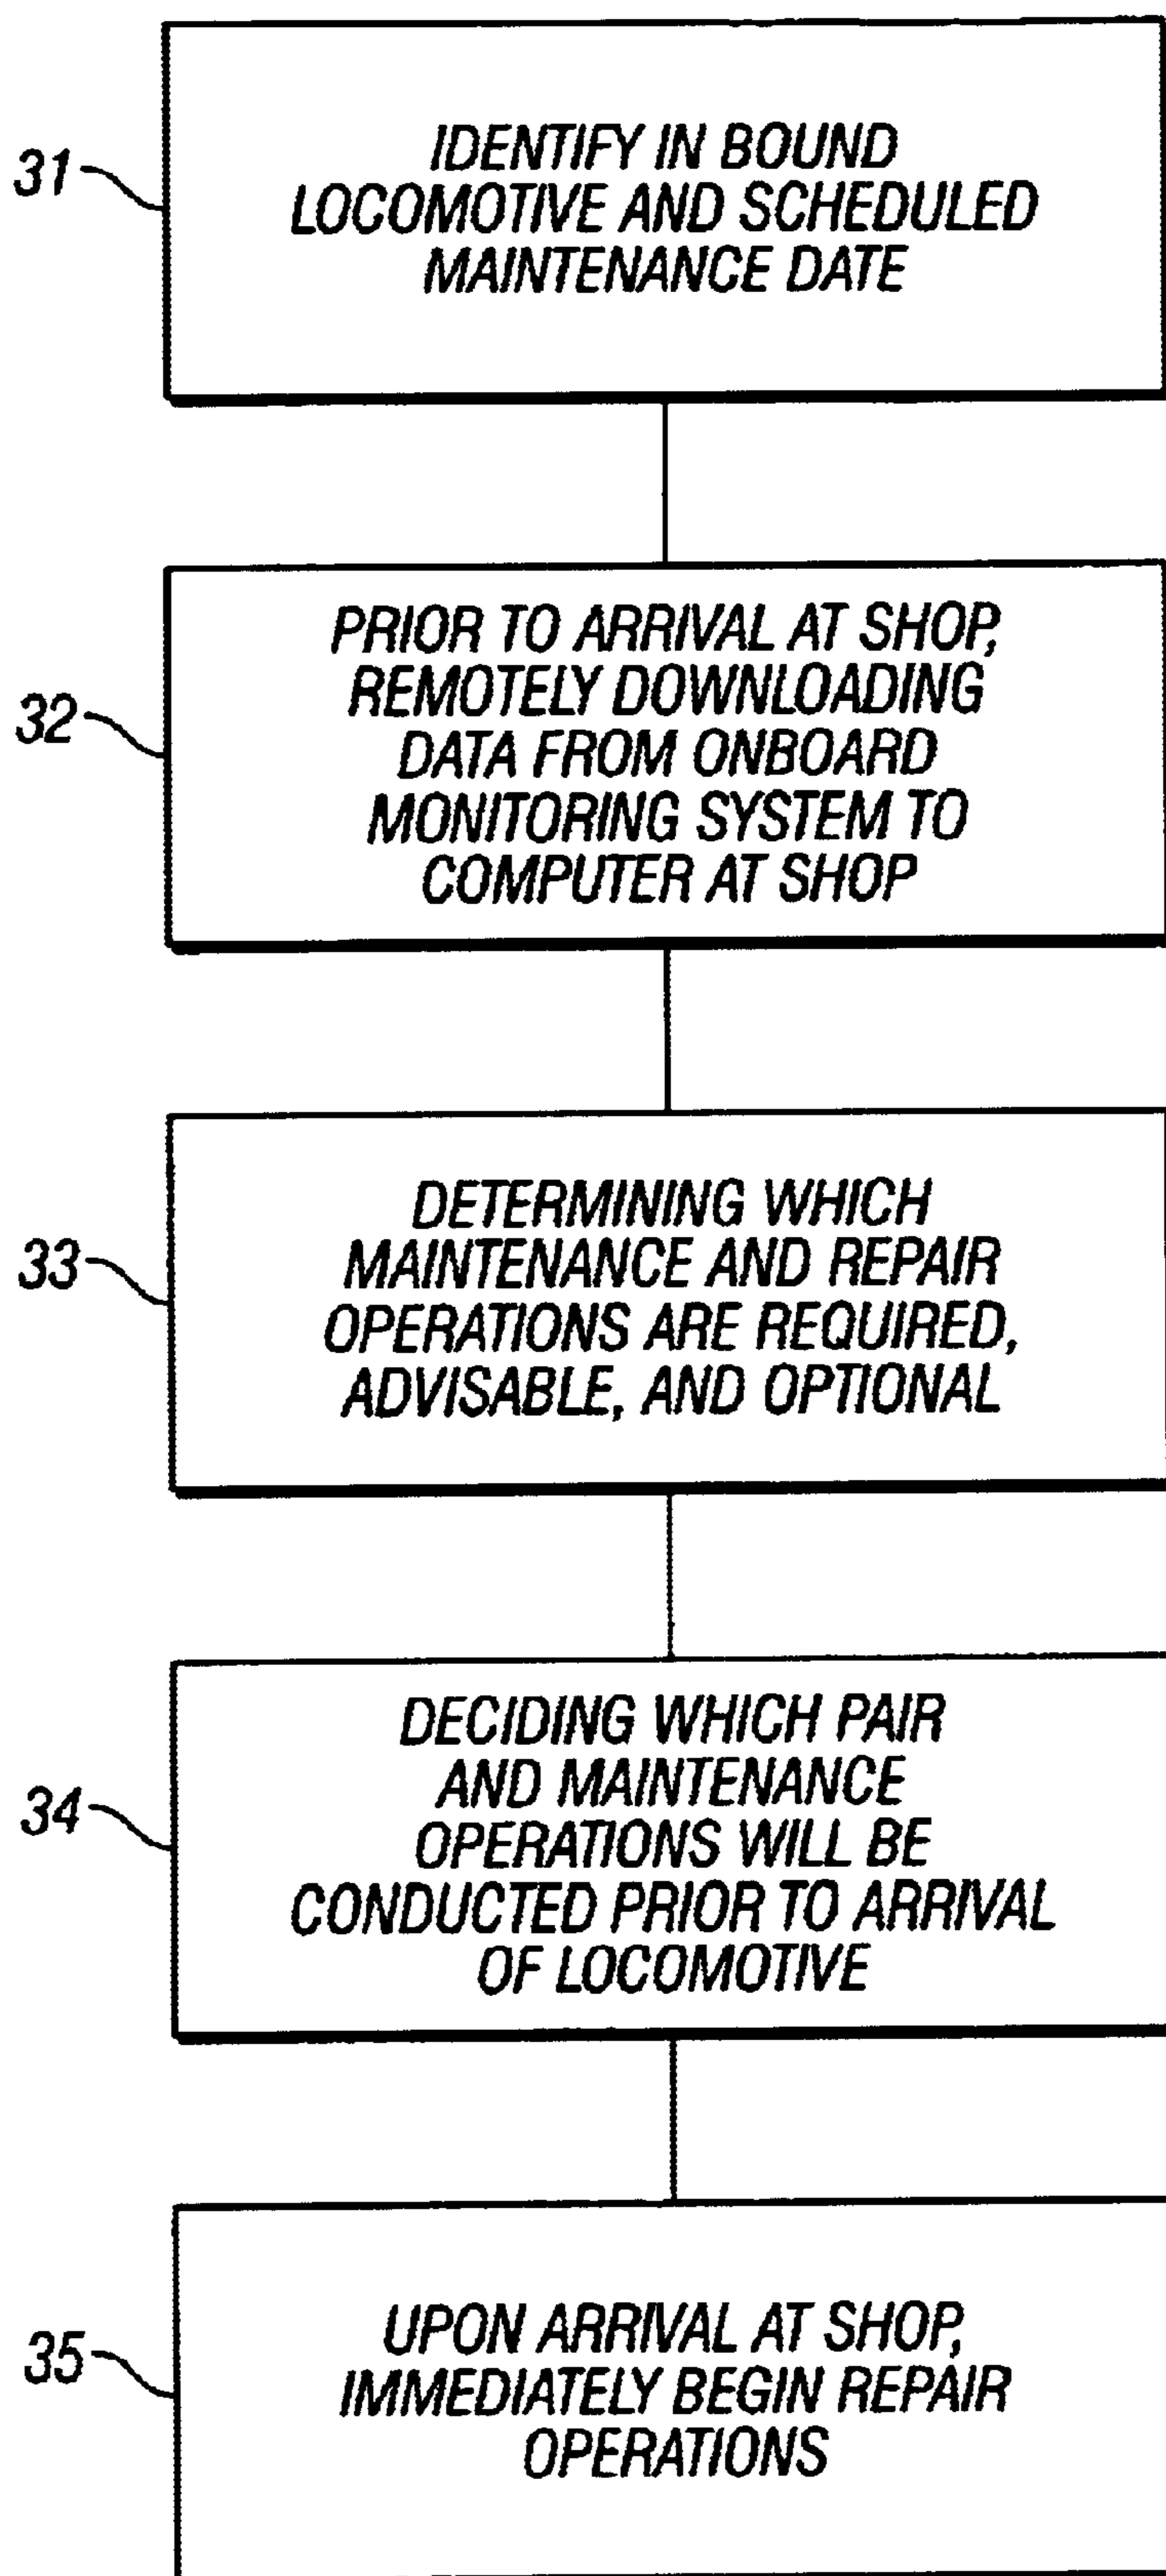 31
IDENTIFY IN BOUND
LOCOMOTIVE AND SCHEDULED
MAINTENANCE DATE
32
PRIOR TO ARRIVAL AT SHOP,
REMOTELY DOWNLOADING
DATA FROM ONBOARD
MONITORING SYSTEM TO
COMPUTER AT SHOP
33
DETERMINING WHICH
MAINTENANCE AND REPAIR
OPERATIONS ARE REQUIRED,
ADVISABLE, AND OPTIONAL
34
DECIDING WHICH PAIR
AND MAINTENANCE
OPERATIONS WILL BE
CONDUCTED PRIOR TO ARRIVAL
OF LOCOMOTIVE
35
UPON ARRIVAL AT SHOP,
IMMEDIATELY BEGIN REPAIR
OPERATIONS